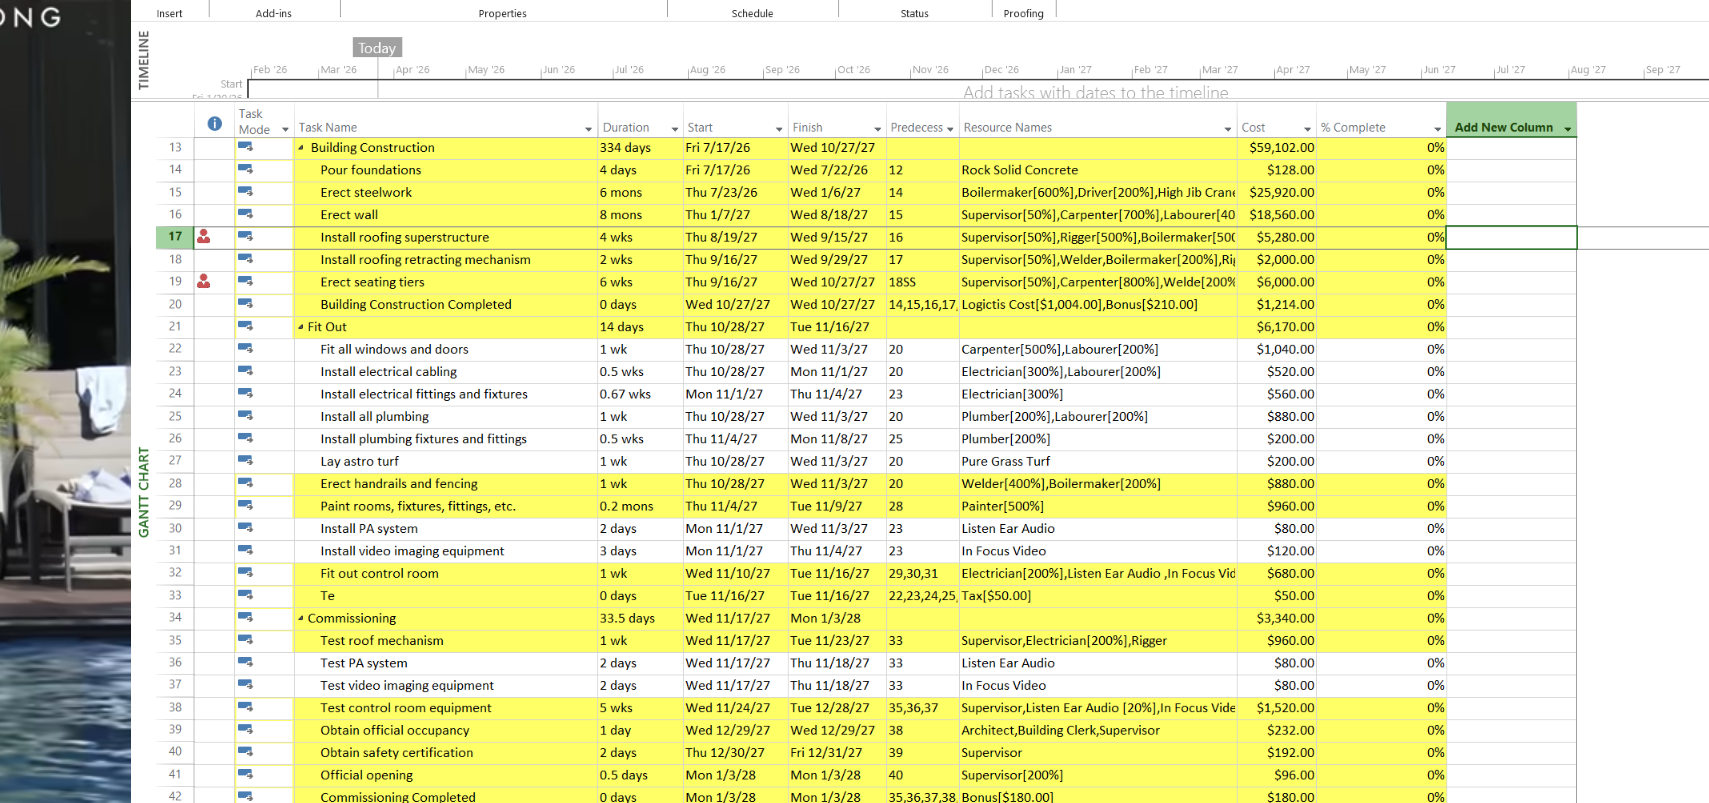 ONG
Insert Add-ins Properties Schedule Status Proofing
TIMELINE
Today
Feb '26 Mar '26 Apr '26 May '26 Jun '26 Jul '26 Aug '26 Sep '26 Oct '26 Nov '26 Dec '26 Jan '27 Feb '27 Mar '27 Apr '27 May '27 Jun '27 Jul '27 Aug '27 Sep '27
Start
Add tasks with dates to the timeline
GANTT CHART
Task Mode Task Name Duration Start Finish Predecess Resource Names Cost % Complete Add New Column
13 Building Construction 334 days Fri 7/17/26 Wed 10/27/27 $59,102.00 0%
14 Pour foundations 4 days Fri 7/17/26 Wed 7/22/26 12 Rock Solid Concrete $128.00 0%
15 Erect steelwork 6 mons Thu 7/23/26 Wed 1/6/27 14 Boilermaker[600%],Driver[200%],High Jib Crane $25,920.00 0%
16 Erect wall 8 mons Thu 1/7/27 Wed 8/18/27 15 Supervisor[50%],Carpenter[700%],Labourer[40 $18,560.00 0%
17 Install roofing superstructure 4 wks Thu 8/19/27 Wed 9/15/27 16 Supervisor[50%],Rigger[500%],Boilermaker[500 $5,280.00 0%
18 Install roofing retracting mechanism 2 wks Thu 9/16/27 Wed 9/29/27 17 Supervisor[50%],Welder,Boilermaker[200%],Rig $2,000.00 0%
19 Erect seating tiers 6 wks Thu 9/16/27 Wed 10/27/27 18SS Supervisor[50%],Carpenter[800%],Welde[200% $6,000.00 0%
20 Building Construction Completed 0 days Wed 10/27/27 Wed 10/27/27 14,15,16,17, Logictis Cost[$1,004.00],Bonus[$210.00] $1,214.00 0%
21 Fit Out 14 days Thu 10/28/27 Tue 11/16/27 $6,170.00 0%
22 Fit all windows and doors 1 wk Thu 10/28/27 Wed 11/3/27 20 Carpenter[500%],Labourer[200%] $1,040.00 0%
23 Install electrical cabling 0.5 wks Thu 10/28/27 Mon 11/1/27 20 Electrician[300%],Labourer[200%] $520.00 0%
24 Install electrical fittings and fixtures 0.67 wks Mon 11/1/27 Thu 11/4/27 23 Electrician[300%] $560.00 0%
25 Install all plumbing 1 wk Thu 10/28/27 Wed 11/3/27 20 Plumber[200%],Labourer[200%] $880.00 0%
26 Install plumbing fixtures and fittings 0.5 wks Thu 11/4/27 Mon 11/8/27 25 Plumber[200%] $200.00 0%
27 Lay astro turf 1 wk Thu 10/28/27 Wed 11/3/27 20 Pure Grass Turf $200.00 0%
28 Erect handrails and fencing 1 wk Thu 10/28/27 Wed 11/3/27 20 Welder[400%],Boilermaker[200%] $880.00 0%
29 Paint rooms, fixtures, fittings, etc. 0.2 mons Thu 11/4/27 Tue 11/9/27 28 Painter[500%] $960.00 0%
30 Install PA system 2 days Mon 11/1/27 Wed 11/3/27 23 Listen Ear Audio $80.00 0%
31 Install video imaging equipment 3 days Mon 11/1/27 Thu 11/4/27 23 In Focus Video $120.00 0%
32 Fit out control room 1 wk Wed 11/10/27 Tue 11/16/27 29,30,31 Electrician[200%],Listen Ear Audio ,In Focus Vid $680.00 0%
33 Te 0 days Tue 11/16/27 Tue 11/16/27 22,23,24,25, Tax[$50.00] $50.00 0%
34 Commissioning 33.5 days Wed 11/17/27 Mon 1/3/28 $3,340.00 0%
35 Test roof mechanism 1 wk Wed 11/17/27 Tue 11/23/27 33 Supervisor,Electrician[200%],Rigger $960.00 0%
36 Test PA system 2 days Wed 11/17/27 Thu 11/18/27 33 Listen Ear Audio $80.00 0%
37 Test video imaging equipment 2 days Wed 11/17/27 Thu 11/18/27 33 In Focus Video $80.00 0%
38 Test control room equipment 5 wks Wed 11/24/27 Tue 12/28/27 35,36,37 Supervisor,Listen Ear Audio [20%],In Focus Vide $1,520.00 0%
39 Obtain official occupancy 1 day Wed 12/29/27 Wed 12/29/27 38 Architect,Building Clerk,Supervisor $232.00 0%
40 Obtain safety certification 2 days Thu 12/30/27 Fri 12/31/27 39 Supervisor $192.00 0%
41 Official opening 0.5 days Mon 1/3/28 Mon 1/3/28 40 Supervisor[200%] $96.00 0%
42 Commissioning Completed 0 days Mon 1/3/28 Mon 1/3/28 35,36,37,38, Bonus[$180.00] $180.00 0%